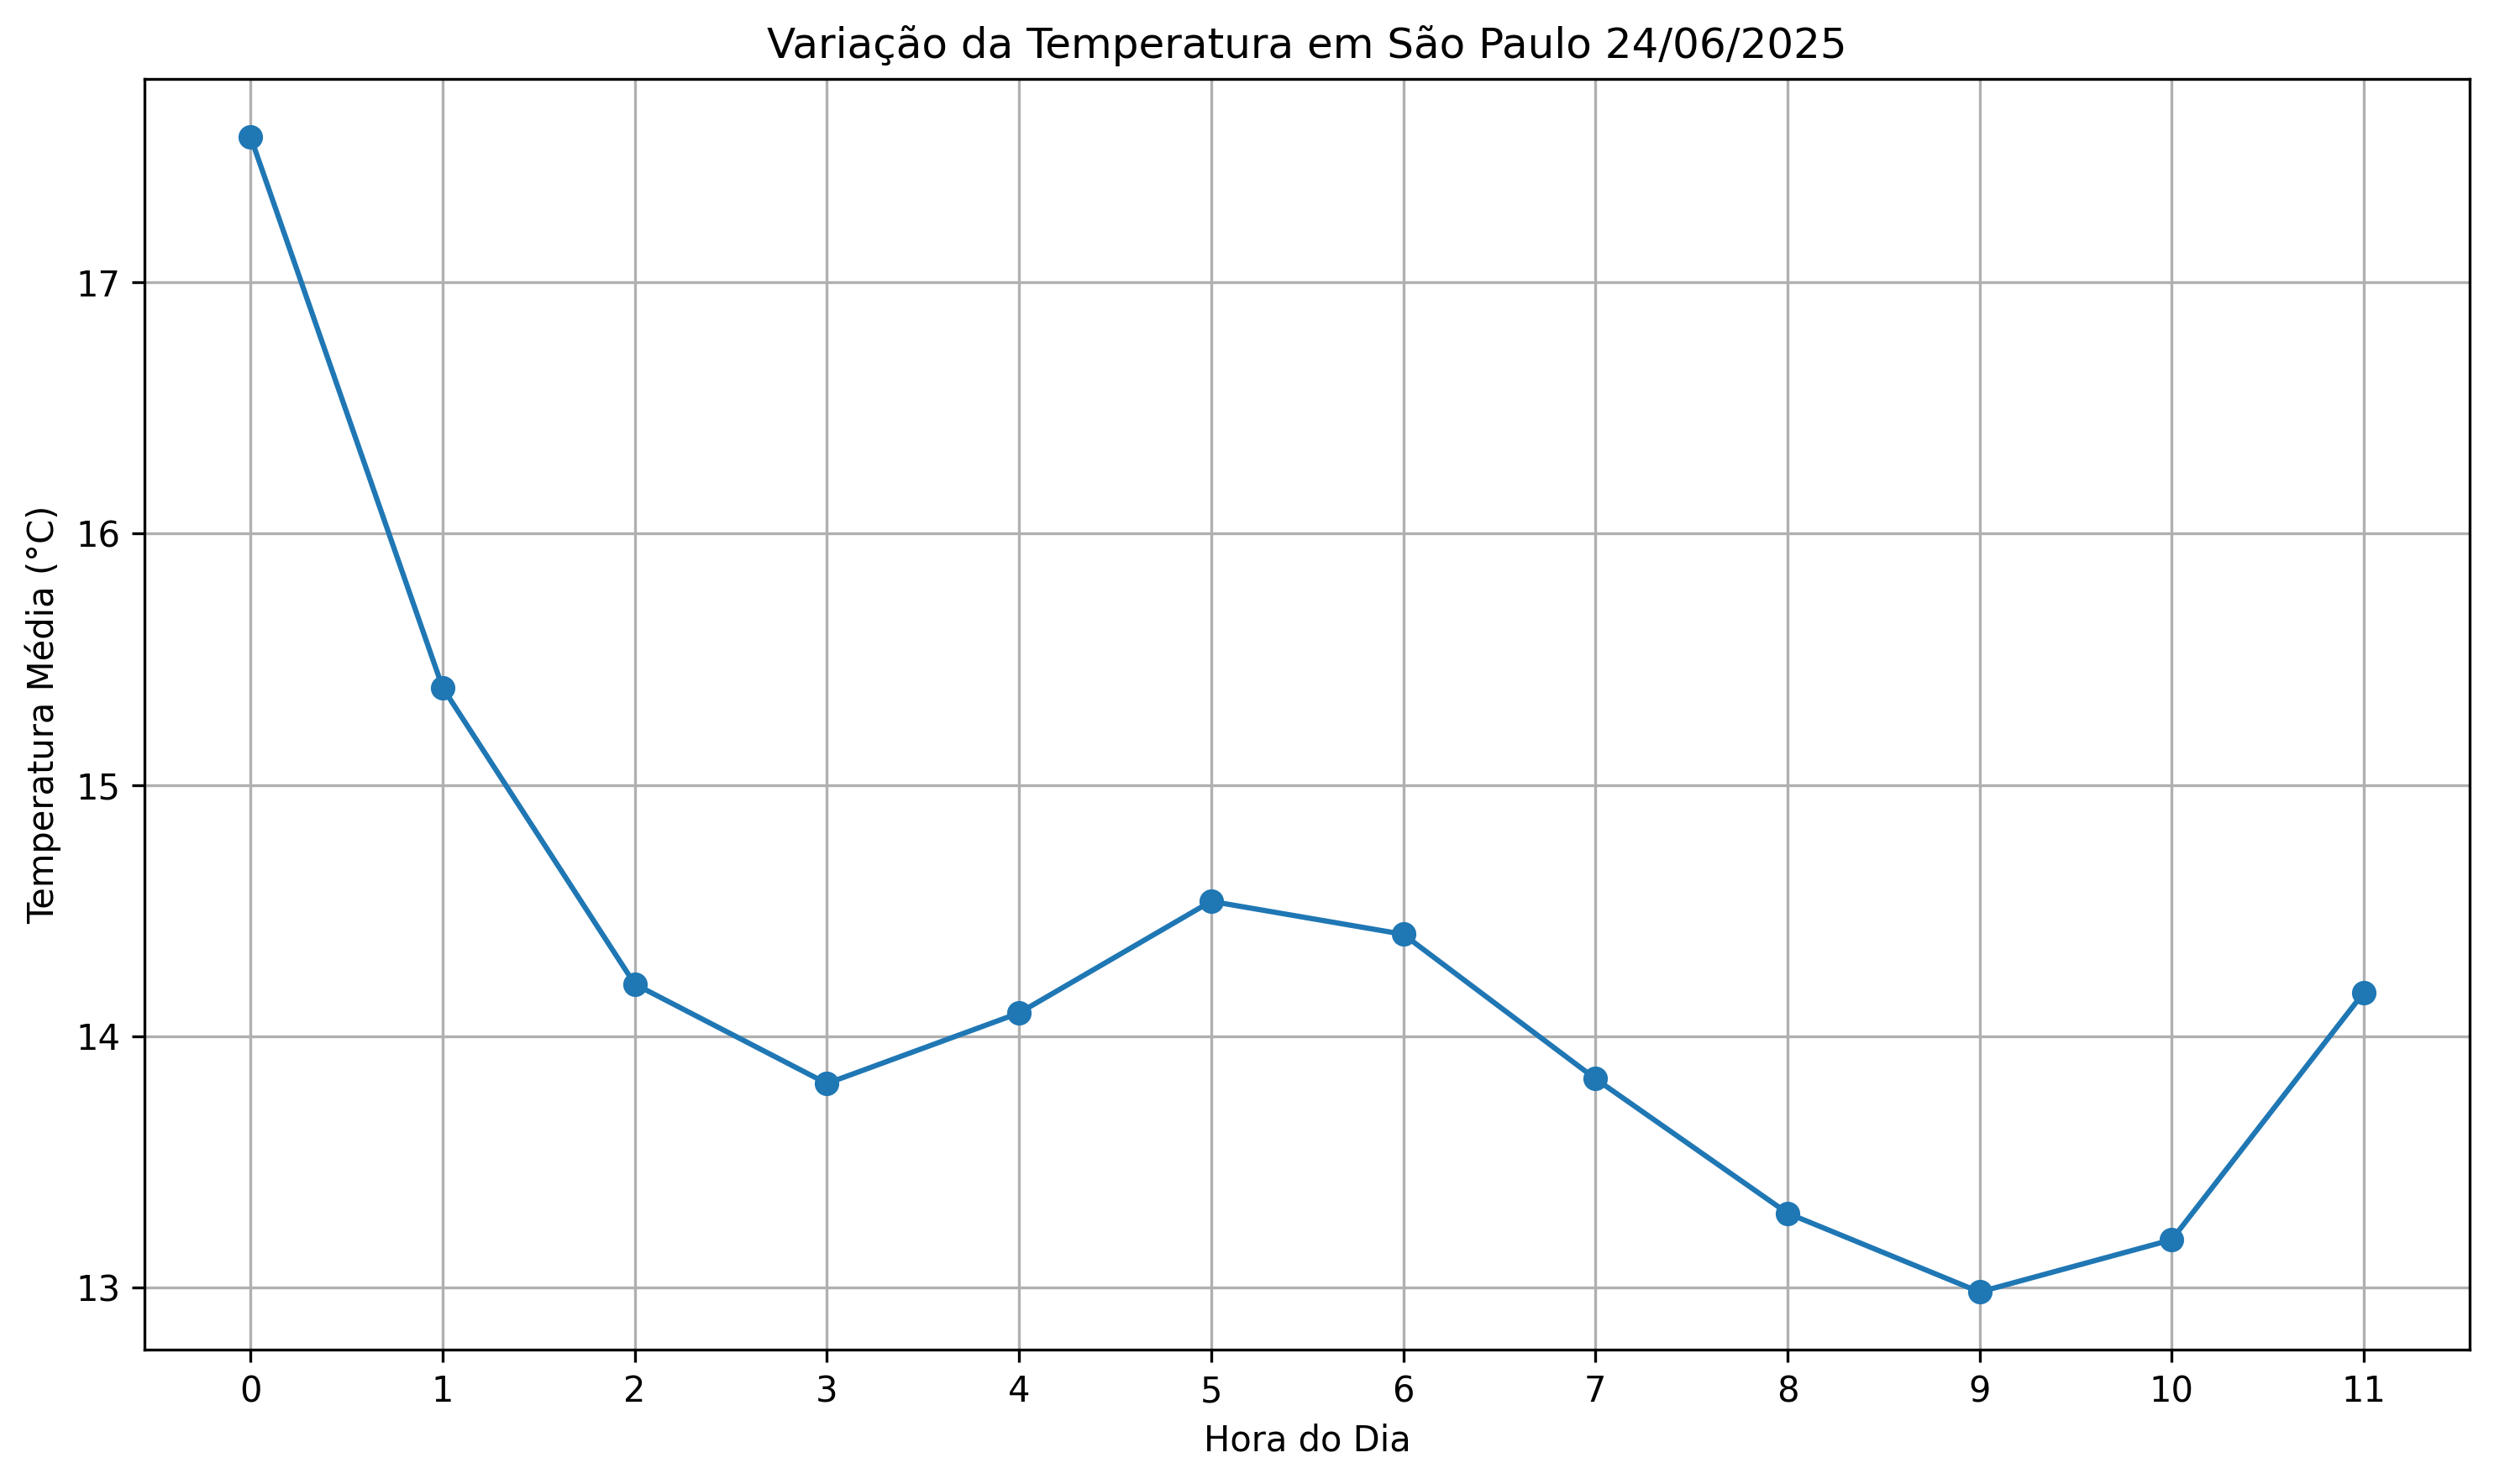 Variação da Temperatura em São Paulo 24/06/2025
Temperatura Média (°C)
17
16
15
14
13
0 1 2 3 4 5 6 7 8 9 10 11
Hora do Dia